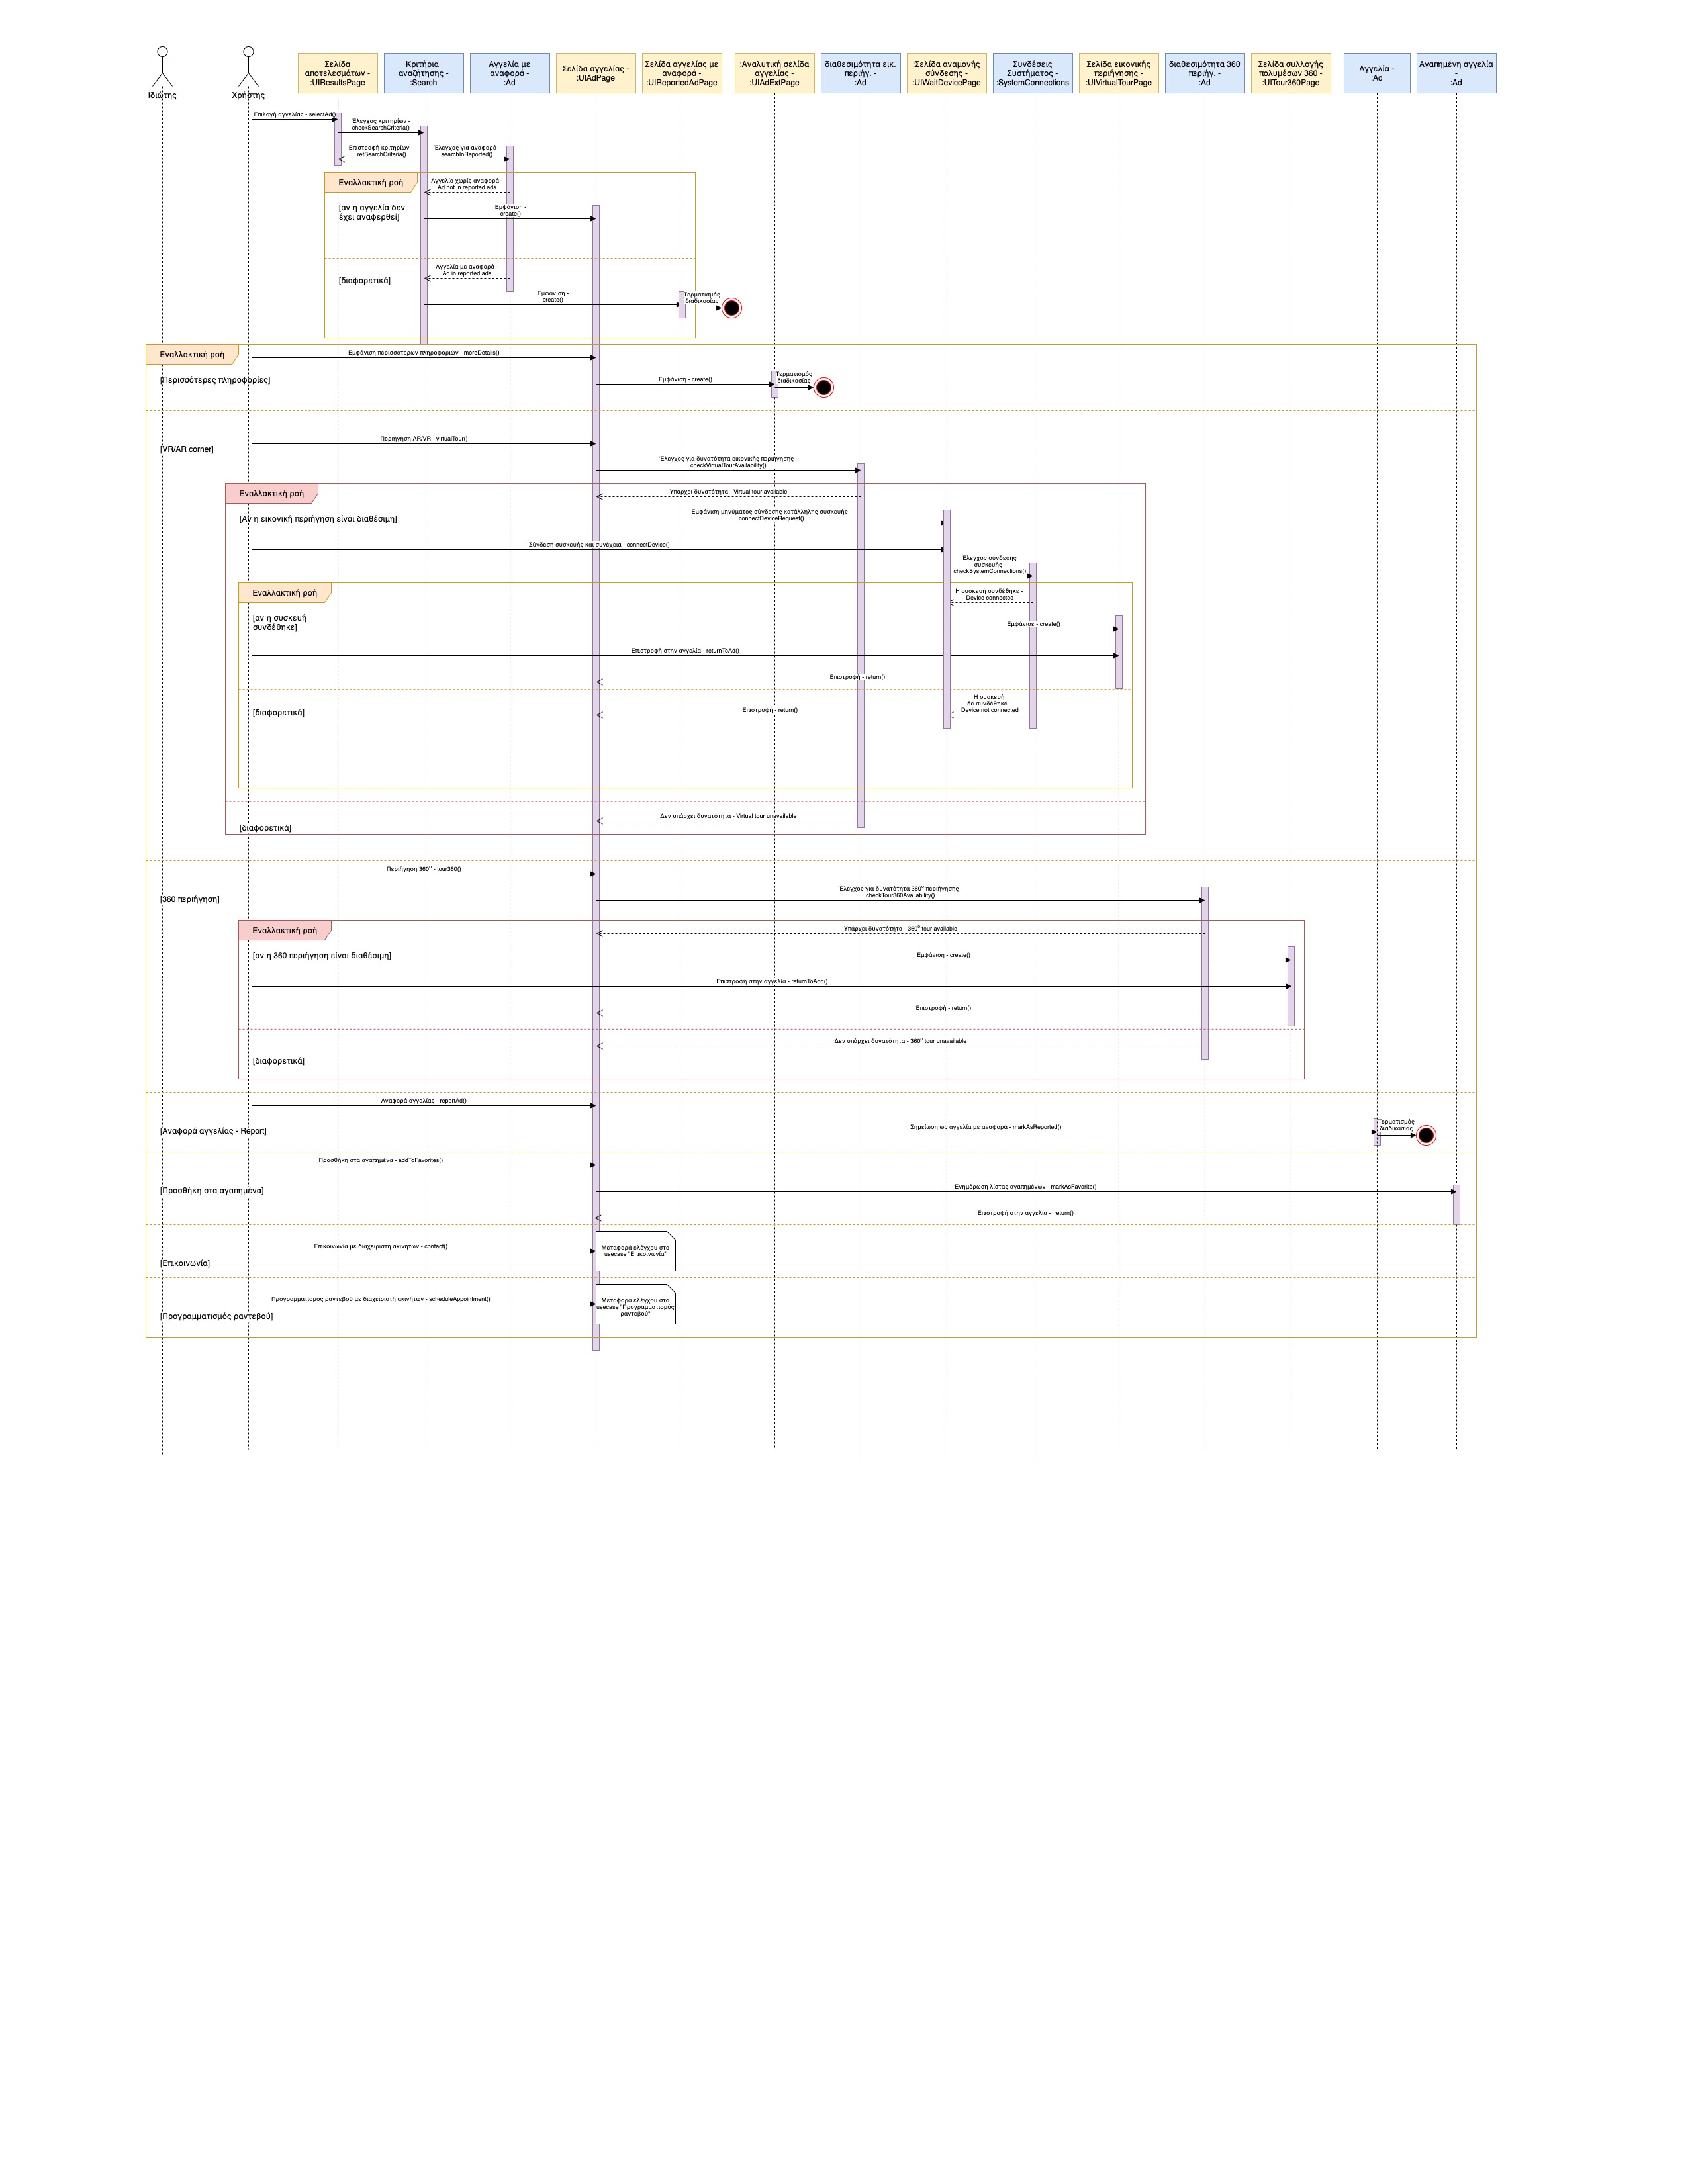 Ιδιώτης
Χρήστης
Σελίδα
αποτελεσμάτων -
:UIResultsPage
Κριτήρια
αναζήτησης -
:Search
Αγγελία με
αναφορά -
:Ad
Σελίδα αγγελίας -
:UIAdPage
Σελίδα αγγελίας με
αναφορά -
:UIReportedAdPage
:Αναλυτική σελίδα
αγγελίας -
:UIAdExtPage
διαθεσιμότητα εικ.
περιήγ. -
:Ad
:Σελίδα αναμονής
σύνδεσης -
:UIWaitDevicePage
Συνδέσεις
Συστήματος -
:SystemConnections
Σελίδα εικονικής
περιήγησης -
:UIVirtualTourPage
διαθεσιμότητα 360
περιήγ. -
:Ad
Σελίδα συλλογής
πολυμέσων 360 -
:UITour360Page
Αγγελία -
:Ad
Αγαπημένη αγγελία
-
:Ad
Επιλογή αγγελίας - selectAd()
Έλεγχος κριτηρίων -
checkSearchCriteria()
Επιστροφή κριτηρίων -
retSearchCriteria()
Έλεγχος για αναφορά -
searchInReported()
Εναλλακτική ροή
Αγγελία χωρίς αναφορά -
Ad not in reported ads
[αν η αγγελία δεν
έχει αναφερθεί]
Εμφάνιση -
create()
Αγγελία με αναφορά -
Ad in reported ads
[διαφορετικά]
Εμφάνιση -
create()
Τερματισμός
διαδικασίας
Εναλλακτική ροή
Εμφάνιση περισσότερων πληροφοριών - moreDetails()
[Περισσότερες πληροφορίες]
Εμφάνιση - create()
Τερματισμός
διαδικασίας
Περιήγηση AR/VR - virtualTour()
[VR/AR corner]
Έλεγχος για δυνατότητα εικονικής περιήγησης -
checkVirtualTourAvailability()
Εναλλακτική ροή
Υπάρχει δυνατότητα - Virtual tour available
[Αν η εικονική περιήγηση είναι διαθέσιμη]
Εμφάνιση μηνύματος σύνδεσης κατάλληλης συσκευής -
connectDeviceRequest()
Σύνδεση συσκευής και συνέχεια - connectDevice()
Έλεγχος σύνδεσης
συσκευής -
checkSystemConnections()
Εναλλακτική ροή
Η συσκευή συνδέθηκε -
Device connected
[αν η συσκευή
συνδέθηκε]
Εμφάνισε - create()
Επιστροφή στην αγγελία - returnToAd()
Επιστροφή - return()
Η συσκευή
δε συνδέθηκε -
Device not connected
[διαφορετικά]
Επιστροφή - return()
Δεν υπάρχει δυνατότητα - Virtual tour unavailable
[διαφορετικά]
Περιήγηση 360° - tour360()
Έλεγχος για δυνατότητα 360° περιήγησης -
checkTour360Availability()
[360 περιήγηση]
Εναλλακτική ροή
Υπάρχει δυνατότητα - 360° tour available
[αν η 360 περιήγηση είναι διαθέσιμη]
Εμφάνιση - create()
Επιστροφή στην αγγελία - returnToAdd()
Επιστροφή - return()
Δεν υπάρχει δυνατότητα - 360° tour unavailable
[διαφορετικά]
Αναφορά αγγελίας - reportAd()
[Αναφορά αγγελίας - Report]
Σημείωση ως αγγελία με αναφορά - markAsReported()
Τερματισμός
διαδικασίας
Προσθήκη στα αγαπημένα - addToFavorites()
[Προσθήκη στα αγαπημένα]
Ενημέρωση λίστας αγαπημένων - markAsFavorite()
Επιστροφή στην αγγελία - return()
Επικοινωνία με διαχειριστή ακινήτων - contact()
Μεταφορά ελέγχου στο
usecase "Επικοινωνία"
[Επικοινωνία]
Προγραμματισμός ραντεβού με διαχειριστή ακινήτων - scheduleAppointment()
Μεταφορά ελέγχου στο
usecase "Προγραμματισμός
ραντεβού"
[Προγραμματισμός ραντεβού]